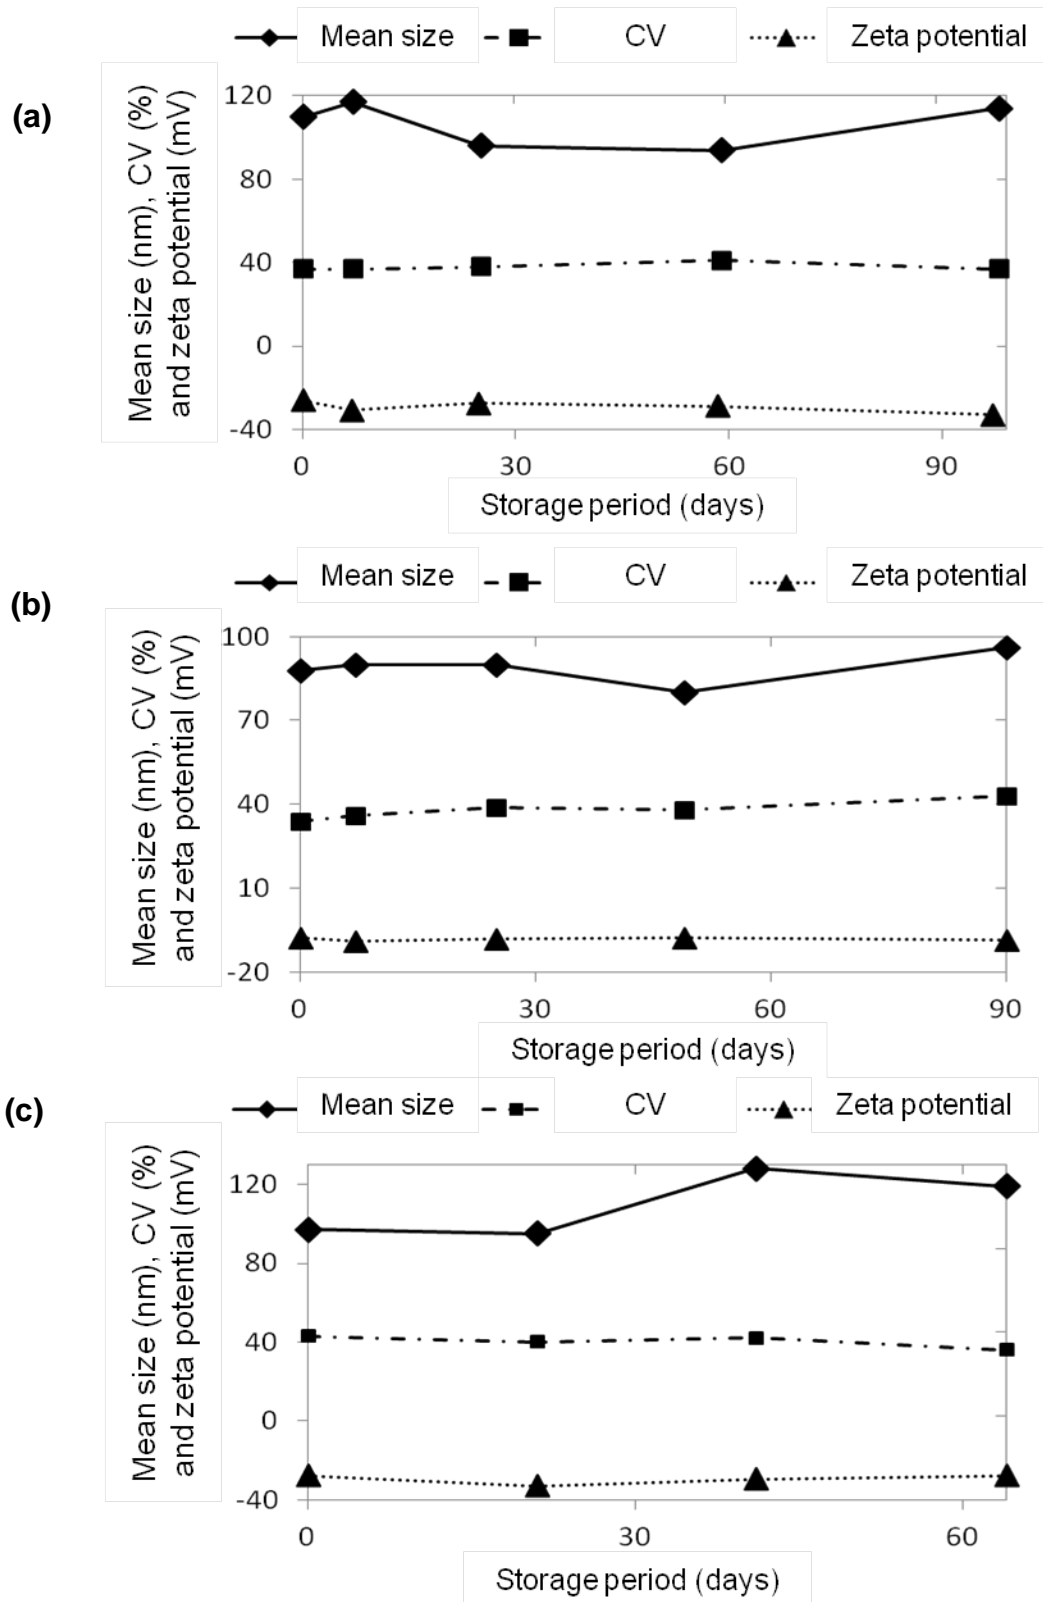 Mean size CV Zeta potential
(a)
Mean size (nm), CV (%)
and zeta potential (mV)
120
80
40
0
-40
0 30 60 90
Storage period (days)
Mean size CV Zeta potential
(b)
Mean size (nm), CV (%)
and zeta potential (mV)
100
70
40
10
-20
0 30 60 90
Storage period (days)
(c)
Mean size CV Zeta potential
Mean size (nm), CV (%)
and zeta potential (mV)
120
80
40
0
-40
0 30 60
Storage period (days)